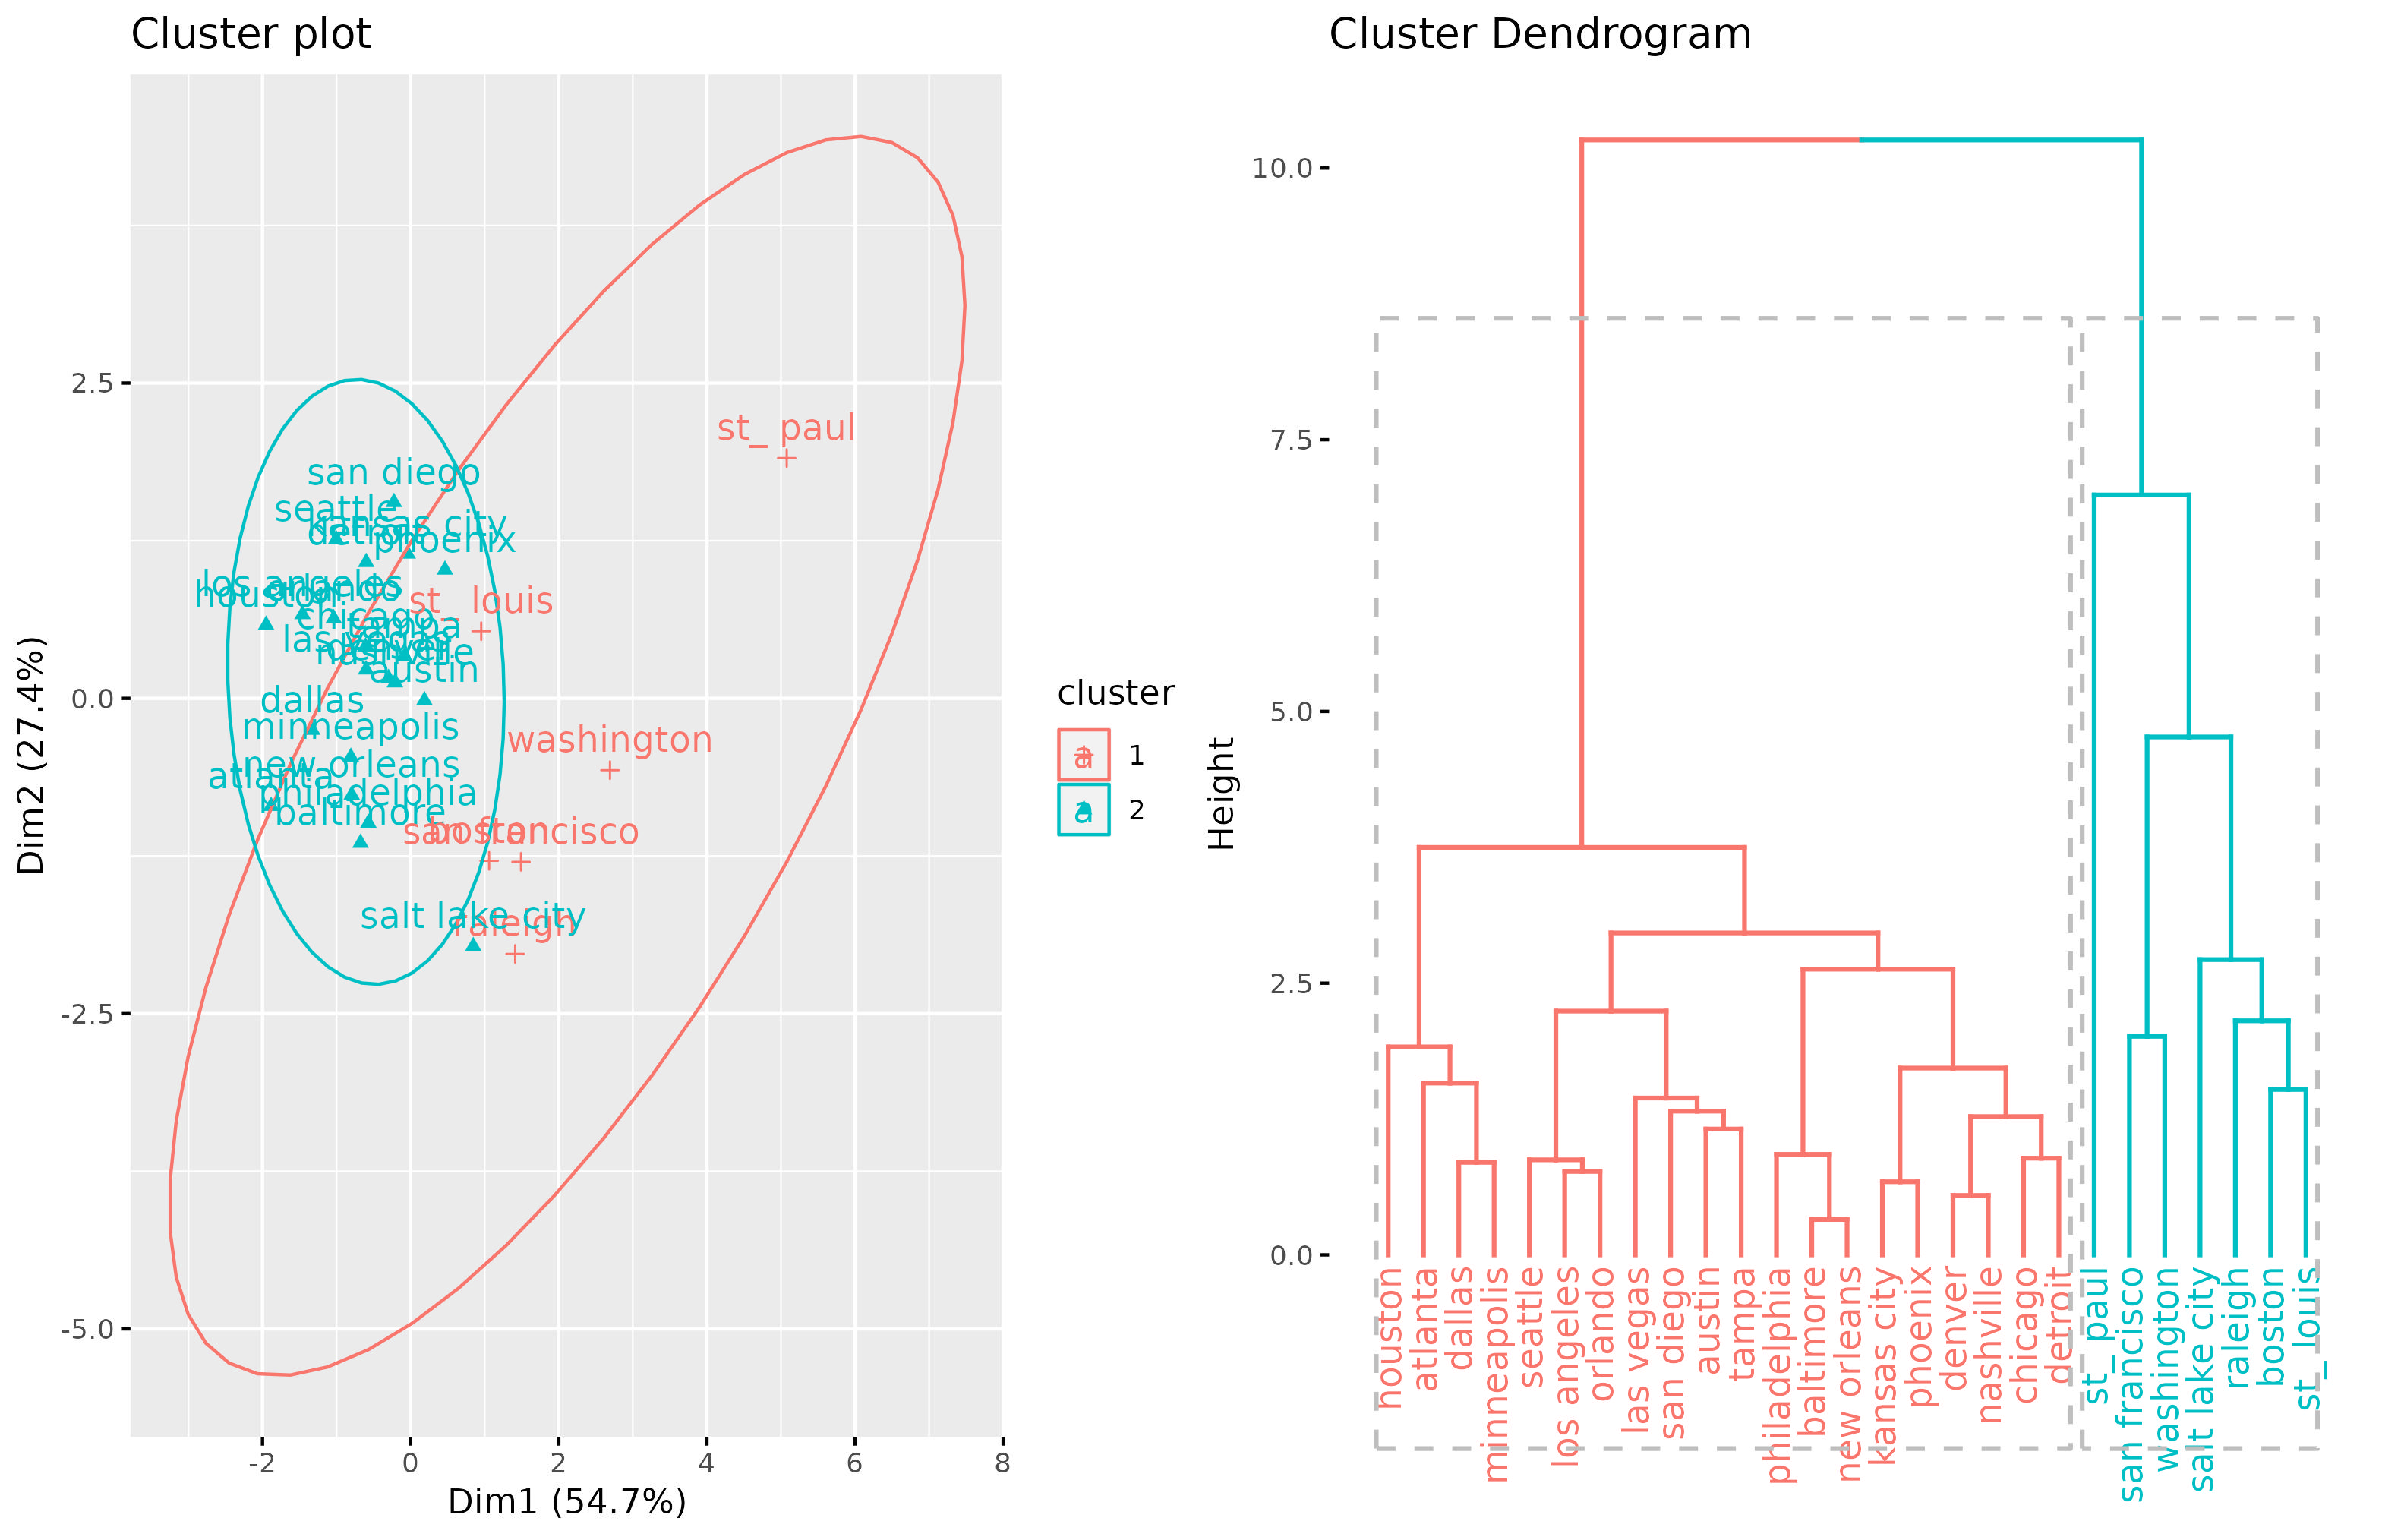 Cluster plot
2.5
0.0
-2.5
-5.0
-2
0
2
4
6
8
Dim1 (54.7%)
Dim2 (27.4%)
st_ paul
san diego
seattle
kansas city
detroit
phoenix
los angeles
orlando
houston
st_ louis
chicago
tampa
las vegas
denver
nashville
austin
dallas
minneapolis
washington
new orleans
atlanta
philadelphia
baltimore
san francisco
boston
salt lake city
raleigh
cluster
a 1
a 2
Cluster Dendrogram
10.0
7.5
5.0
2.5
0.0
Height
houston
atlanta
dallas
minneapolis
seattle
los angeles
orlando
las vegas
san diego
austin
tampa
philadelphia
baltimore
new orleans
kansas city
phoenix
denver
nashville
chicago
detroit
st_ paul
san francisco
washington
salt lake city
raleigh
boston
st_ louis